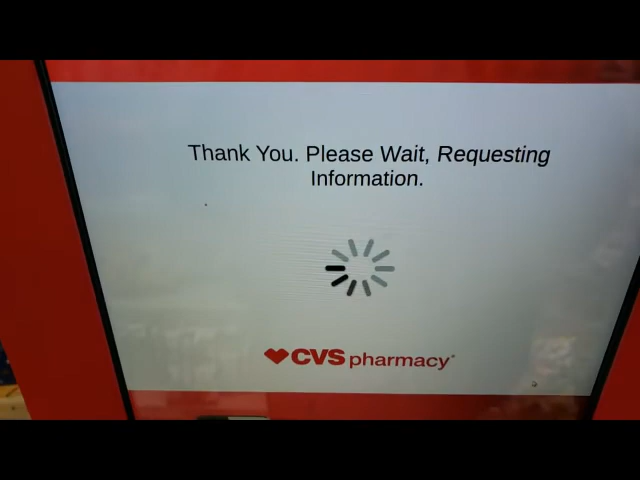 Thank You. Please Wait, Requesting
Information.
CVS pharmacy